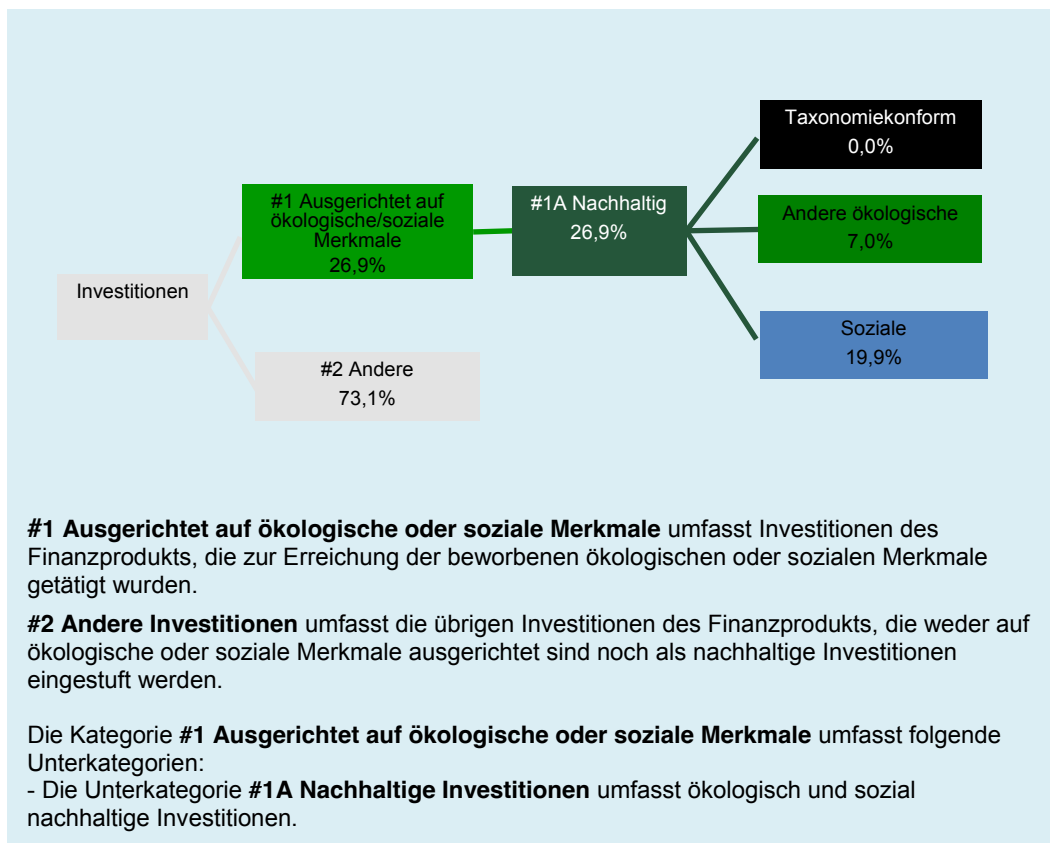 Investitionen
#1 Ausgerichtet auf
ökologische/soziale
Merkmale
26,9%
#2 Andere
73,1%
#1A Nachhaltig
26,9%
Taxonomiekonform
0,0%
Andere ökologische
7,0%
Soziale
19,9%
#1 Ausgerichtet auf ökologische oder soziale Merkmale umfasst Investitionen des
Finanzprodukts, die zur Erreichung der beworbenen ökologischen oder sozialen Merkmale
getätigt wurden.
#2 Andere Investitionen umfasst die übrigen Investitionen des Finanzprodukts, die weder auf
ökologische oder soziale Merkmale ausgerichtet sind noch als nachhaltige Investitionen
eingestuft werden.
Die Kategorie #1 Ausgerichtet auf ökologische oder soziale Merkmale umfasst folgende
Unterkategorien:
- Die Unterkategorie #1A Nachhaltige Investitionen umfasst ökologisch und sozial
nachhaltige Investitionen.